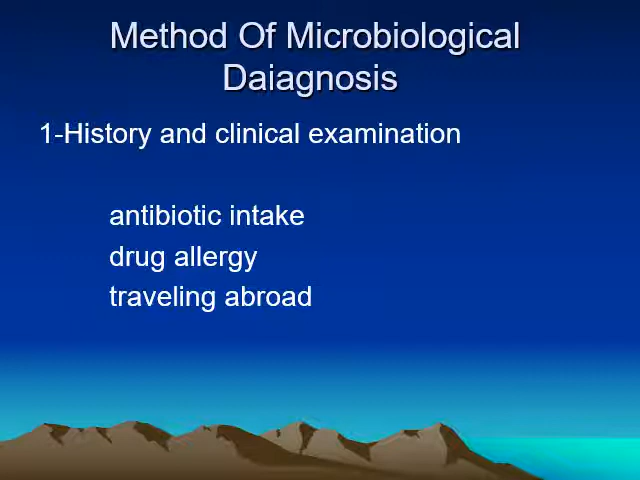 Method Of Microbiological
Daiagnosis
1-History and clinical examination
antibiotic intake
drug allergy
traveling abroad